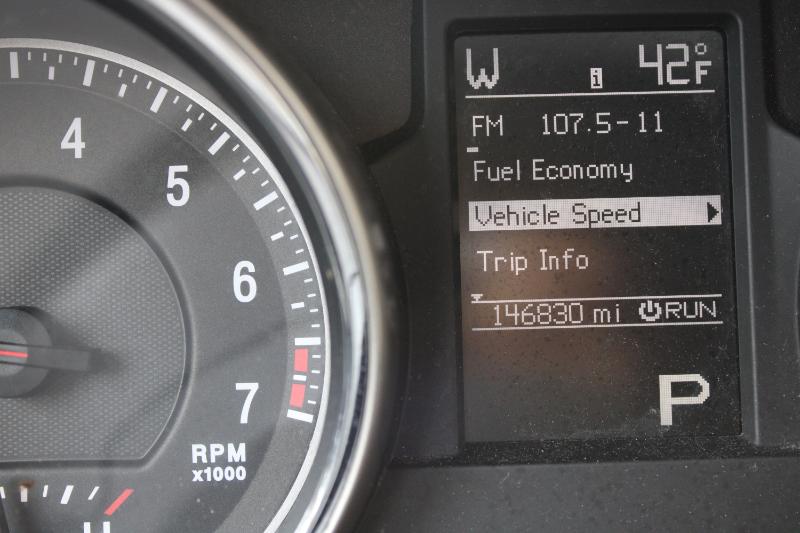 4
5
6
7
RPM
x1000
H
W i 42°F
FM 107.5-11
Fuel Economy
Vehicle Speed
Trip Info
146830 mi RUN
P